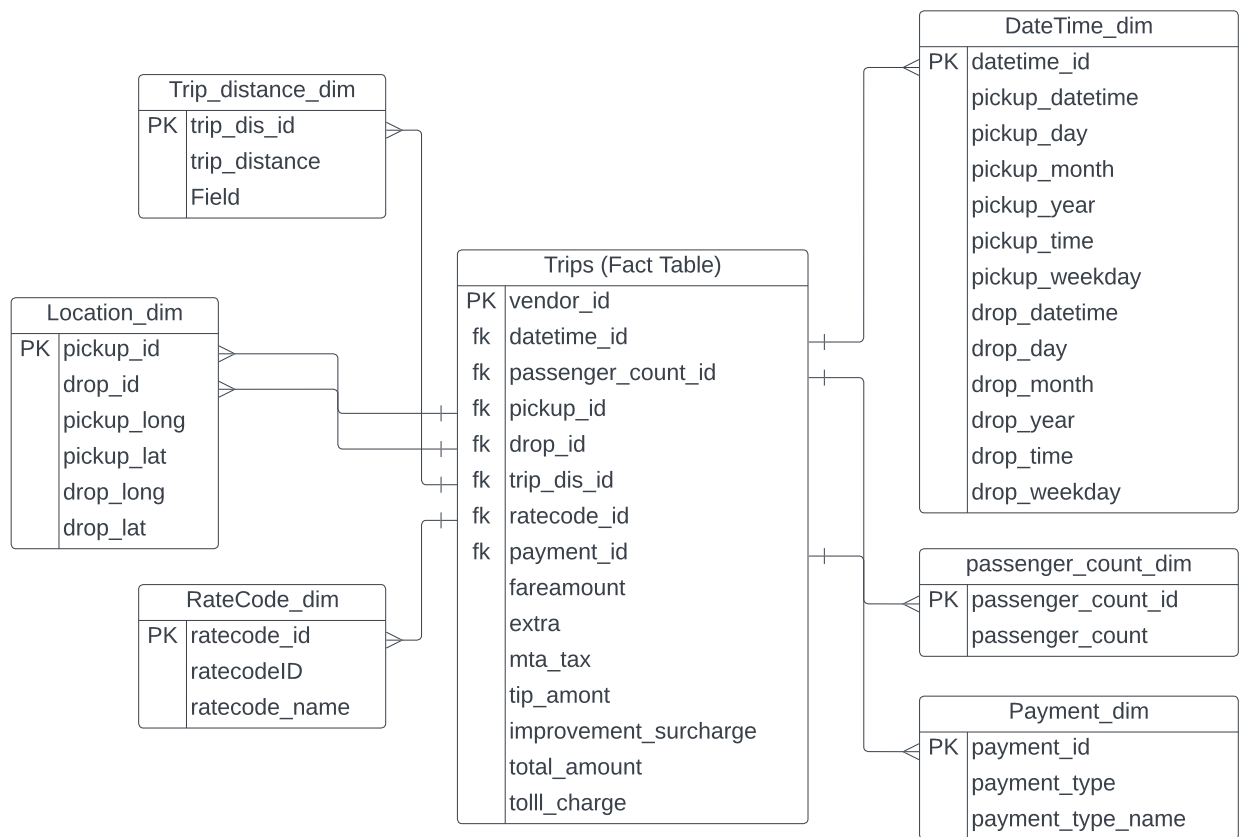 Trip_distance_dim
PK trip_dis_id
trip_distance
Field
Location_dim
PK pickup_id
drop_id
pickup_long
pickup_lat
drop_long
drop_lat
RateCode_dim
PK ratecode_id
ratecodeID
ratecode_name
Trips (Fact Table)
PK vendor_id
fk datetime_id
fk passenger_count_id
fk pickup_id
fk drop_id
fk trip_dis_id
fk ratecode_id
fk payment_id
fareamount
extra
mta_tax
tip_amont
improvement_surcharge
total_amount
tolll_charge
DateTime_dim
PK datetime_id
pickup_datetime
pickup_day
pickup_month
pickup_year
pickup_time
pickup_weekday
drop_datetime
drop_day
drop_month
drop_year
drop_time
drop_weekday
passenger_count_dim
PK passenger_count_id
passenger_count
Payment_dim
PK payment_id
payment_type
payment_type_name